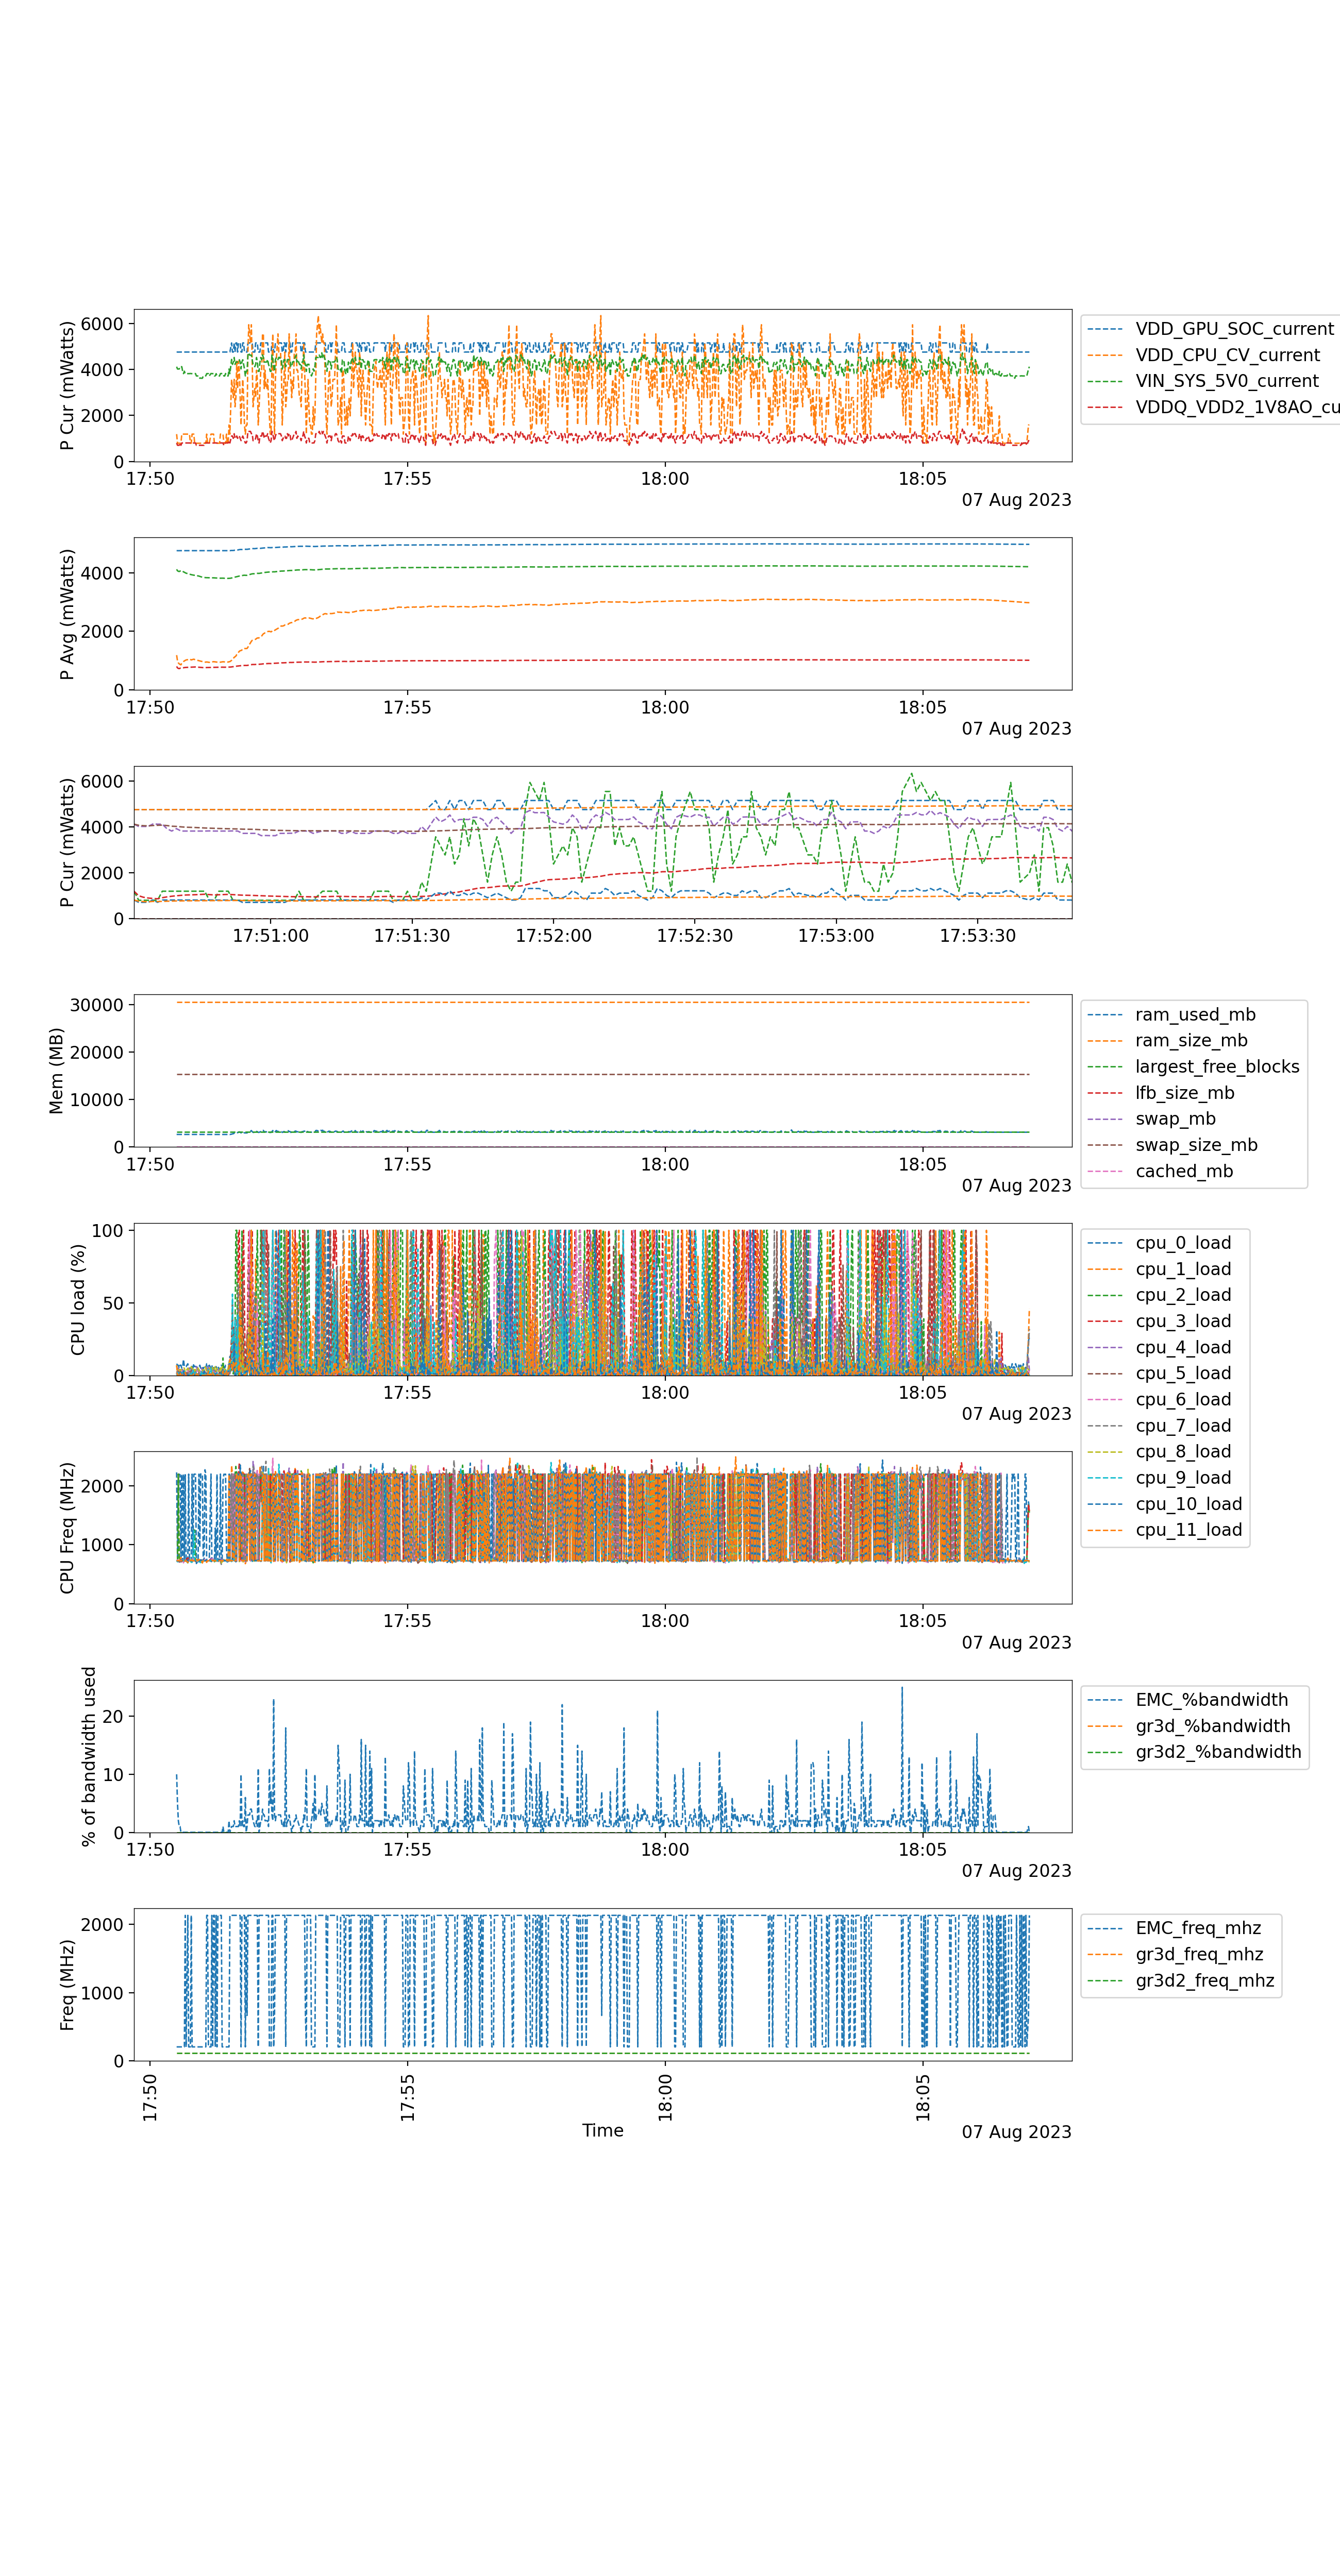 P Cur (mWatts)
6000
4000
2000
0
17:50 17:55 18:00 18:05
07 Aug 2023
VDD_GPU_SOC_current
VDD_CPU_CV_current
VIN_SYS_5V0_current
VDDQ_VDD2_1V8AO_cu
P Avg (mWatts)
4000
2000
0
17:50 17:55 18:00 18:05
07 Aug 2023
P Cur (mWatts)
6000
4000
2000
0
17:51:00 17:51:30 17:52:00 17:52:30 17:53:00 17:53:30
Mem (MB)
30000
20000
10000
0
17:50 17:55 18:00 18:05
07 Aug 2023
ram_used_mb
ram_size_mb
largest_free_blocks
lfb_size_mb
swap_mb
swap_size_mb
cached_mb
CPU load (%)
100
50
0
17:50 17:55 18:00 18:05
07 Aug 2023
cpu_0_load
cpu_1_load
cpu_2_load
cpu_3_load
cpu_4_load
cpu_5_load
cpu_6_load
cpu_7_load
cpu_8_load
cpu_9_load
cpu_10_load
cpu_11_load
CPU Freq (MHz)
2000
1000
0
17:50 17:55 18:00 18:05
07 Aug 2023
% of bandwidth used
20
10
0
17:50 17:55 18:00 18:05
07 Aug 2023
EMC_%bandwidth
gr3d_%bandwidth
gr3d2_%bandwidth
Freq (MHz)
2000
1000
0
17:50 17:55 18:00 18:05
Time
07 Aug 2023
EMC_freq_mhz
gr3d_freq_mhz
gr3d2_freq_mhz